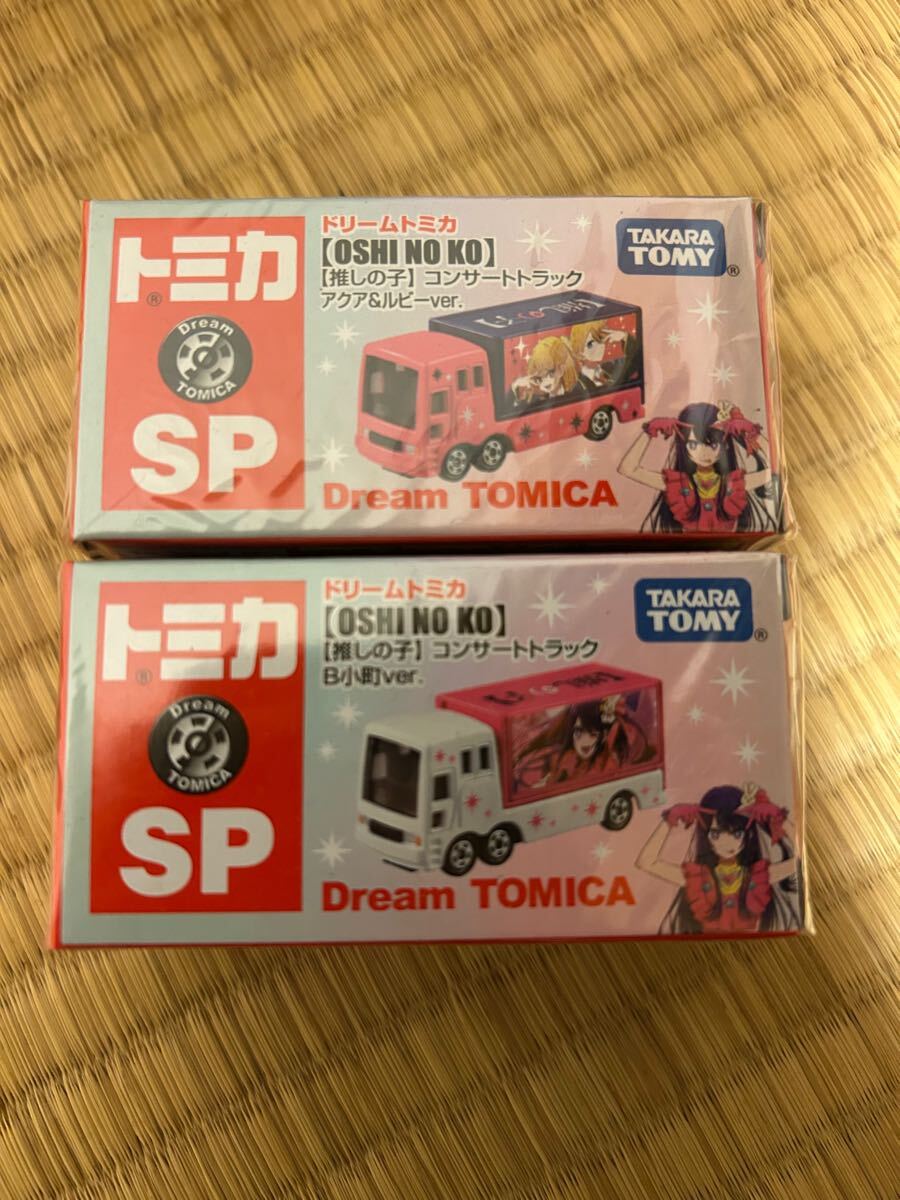 トミカ
®
Dream
TOMICA
SP
ドリームトミカ
【OSHI NO KO】
【推しの子】コンサートトラック
アクア&ルビーver.
TAKARA
TOMY®
Dream TOMICA
トミカ
®
Dream
TOMICA
SP
ドリームトミカ
【OSHI NO KO】
【推しの子】コンサートトラック
B小町ver.
TAKARA
TOMY®
Dream TOMICA